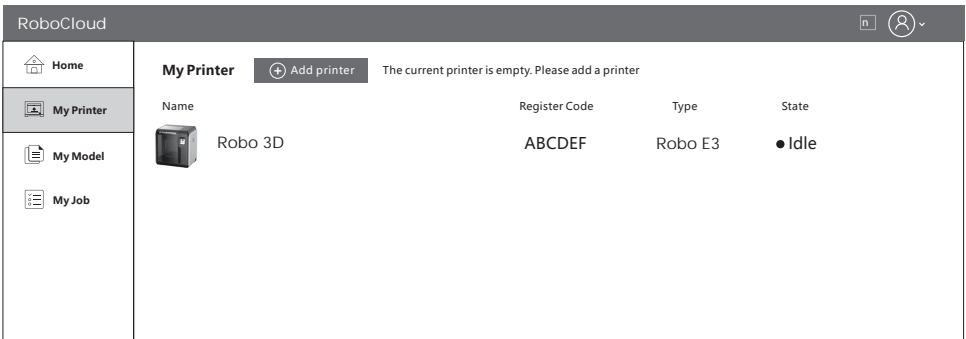 RoboCloud
n
Home
My Printer
My Model
My Job
My Printer
Add printer
The current printer is empty. Please add a printer
Name
Register Code
Type
State
Robo 3D
ABCDEF
Robo E3
Idle